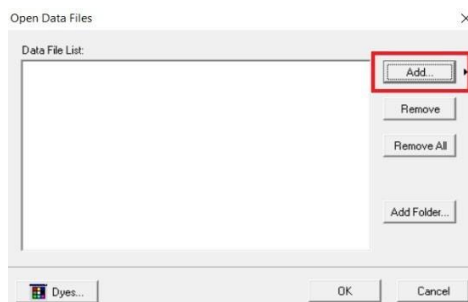 Open Data Files
Data File List:
Add...
Remove
Remove All
Add Folder...
Dyes...
OK
Cancel